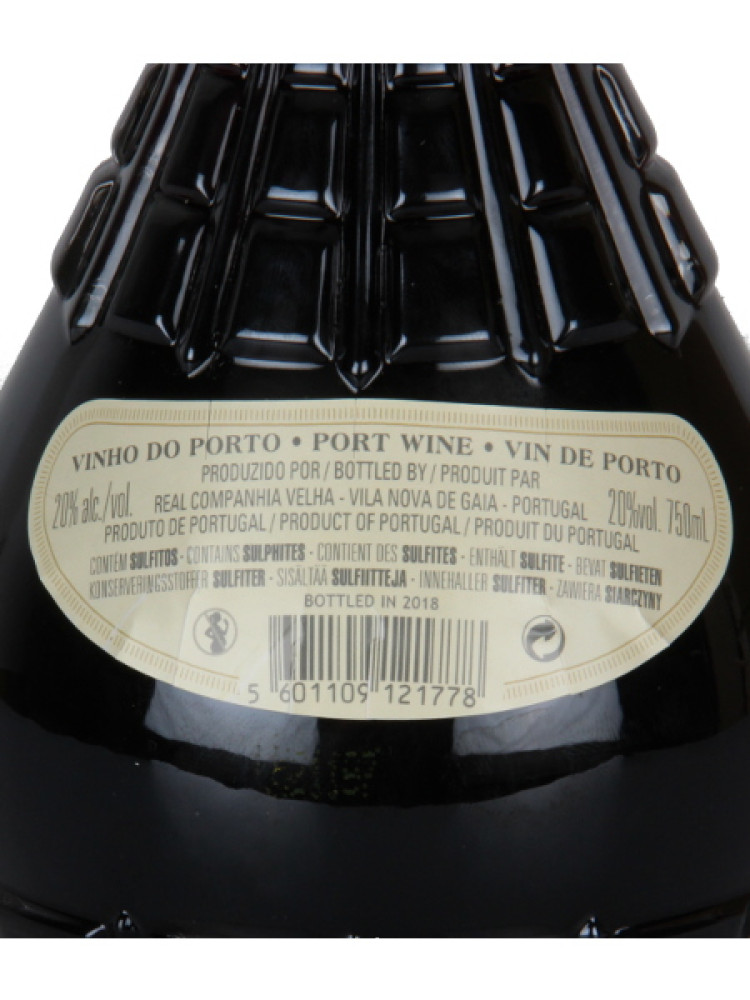 VINHO DO PORTO • PORT WINE • VIN DE PORTO
PRODUZIDO POR / BOTTLED BY / PRODUIT PAR
20% alc./vol.
REAL COMPANHIA VELHA - VILA NOVA DE GAIA - PORTUGAL
20%vol. 750mL
PRODUTO DE PORTUGAL / PRODUCT OF PORTUGAL / PRODUIT DU PORTUGAL
CONTÉM SULFITOS - CONTAINS SULPHITES - CONTIENT DES SULFITES - ENTHÄLT SULFITE - BEVAT SULFIETEN
KONSERVERINGSSTOFFER SULFITER - SISÄLTÄÄ SULFIITTEJA - INNEHALLER SULFITER - ZAWIERA SIARCZYNY
BOTTLED IN 2018
5 601109 121778